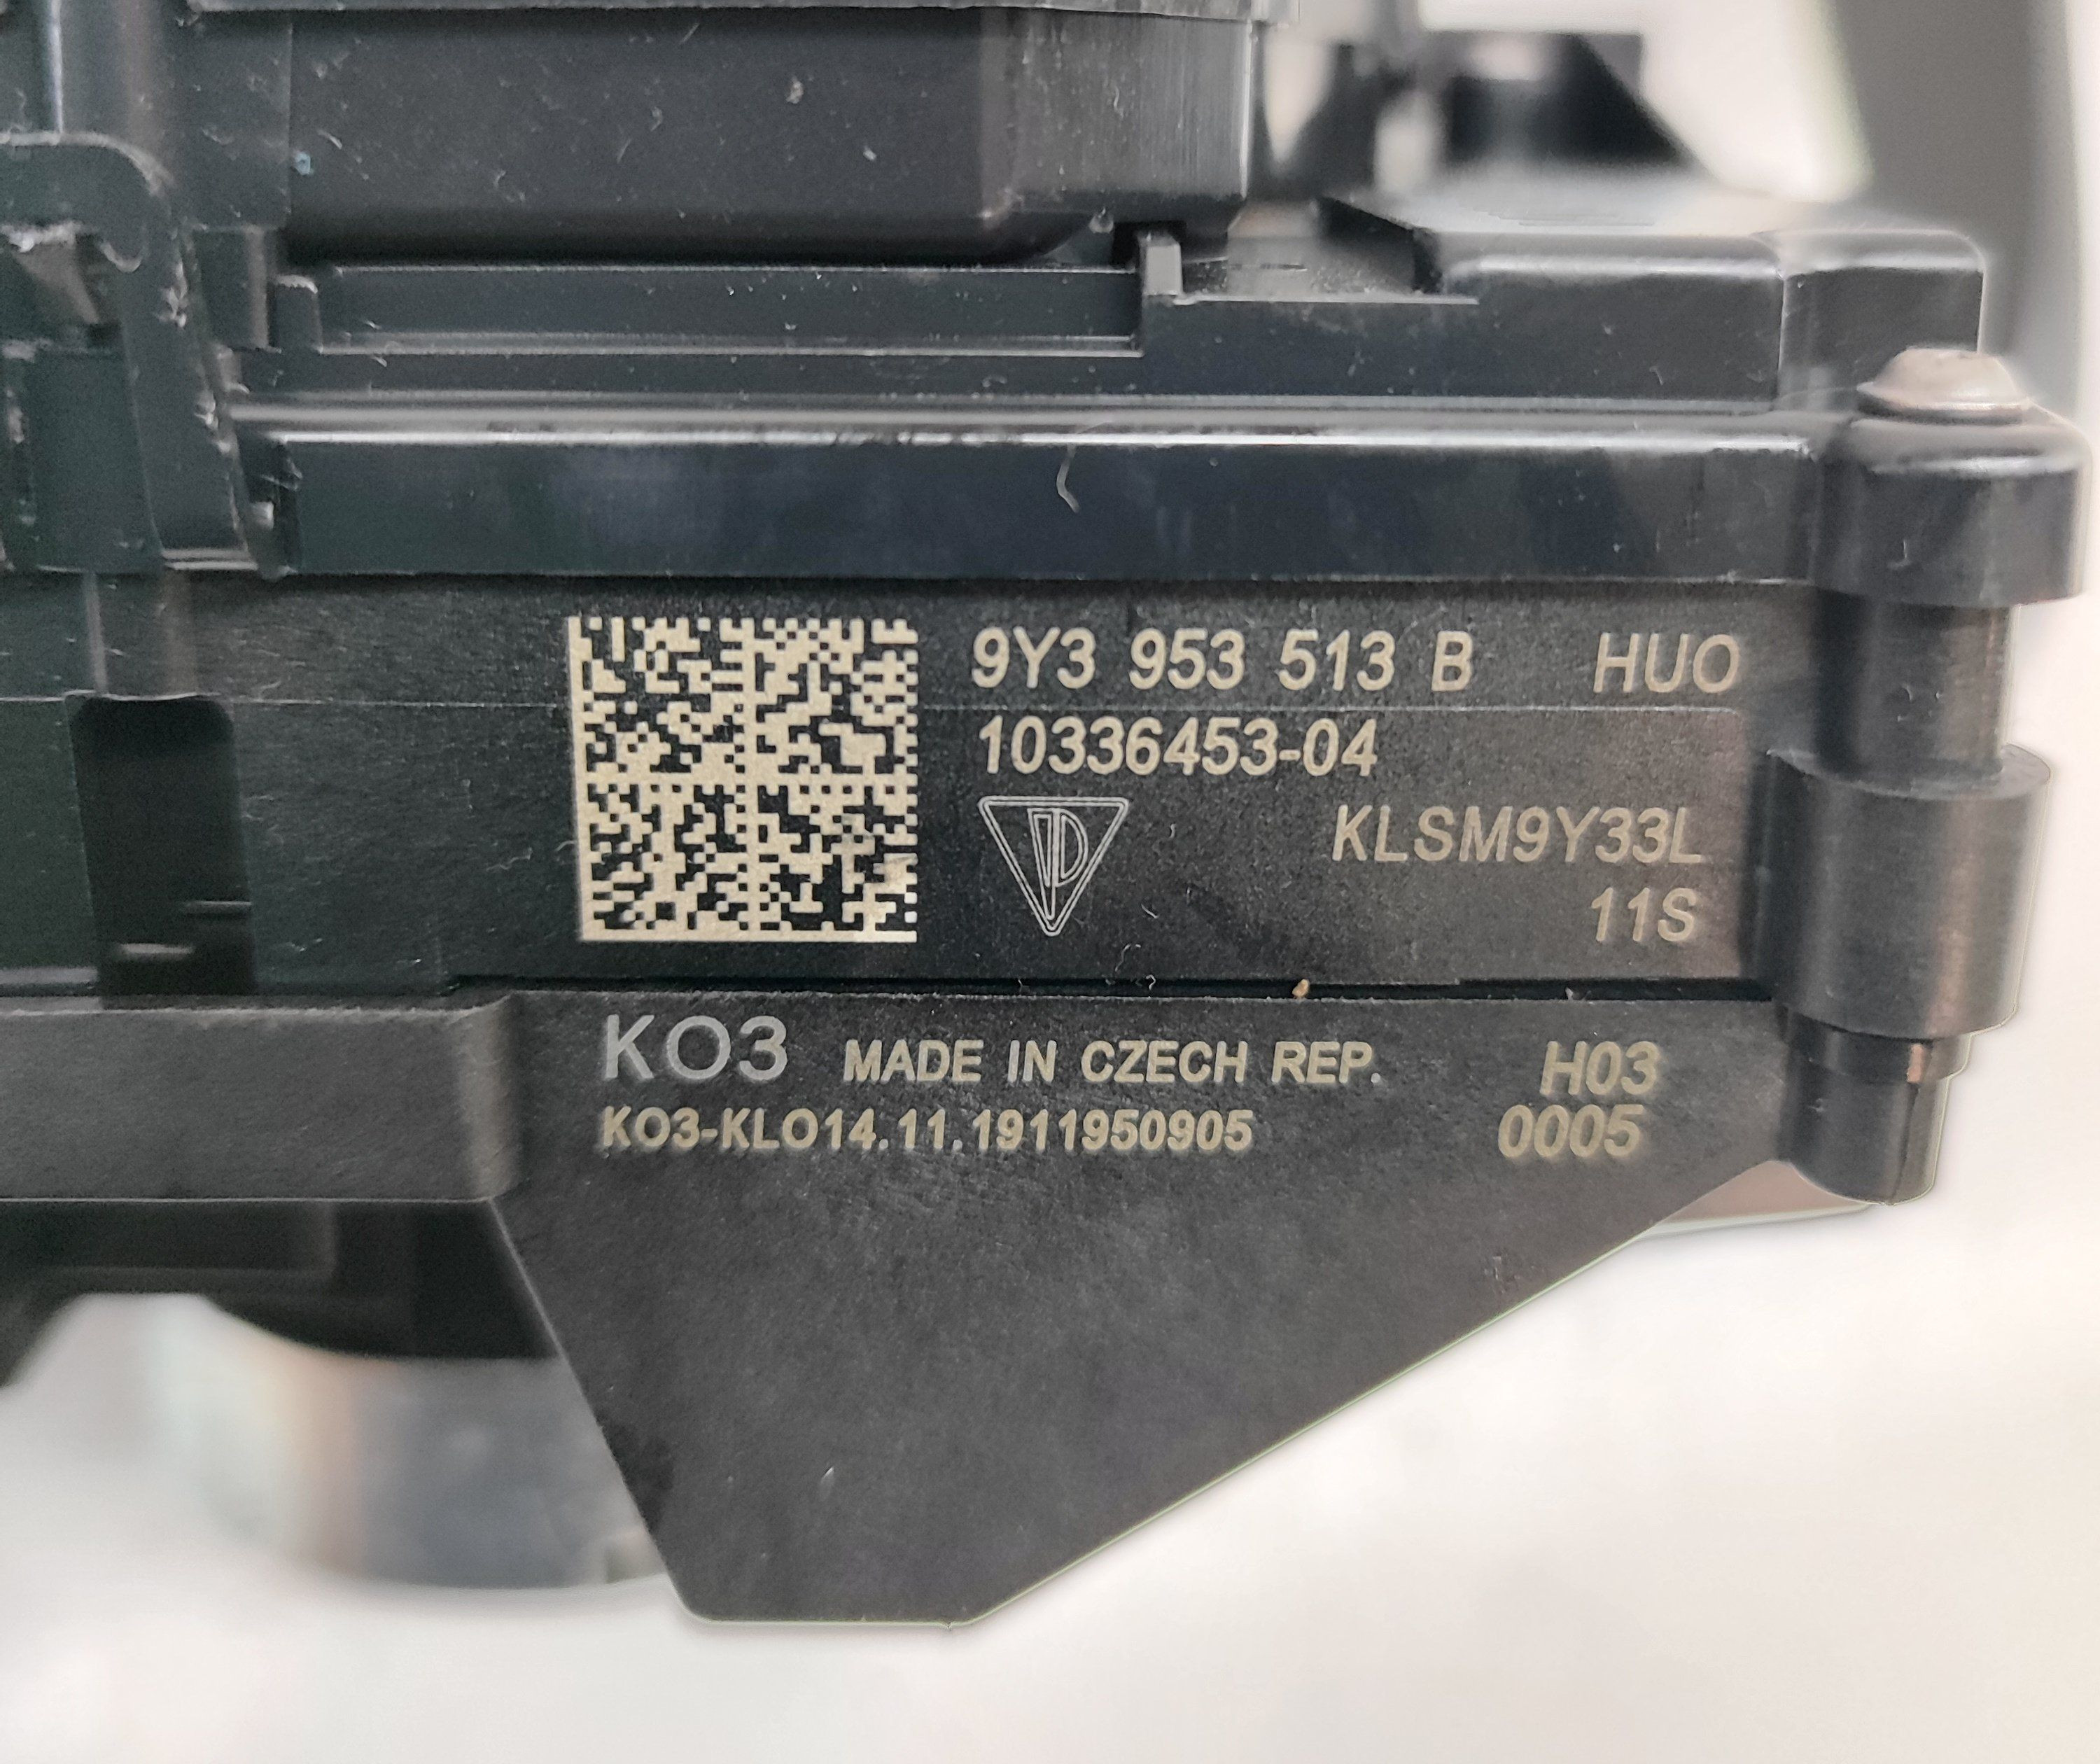 9Y3 953 513 B HUO
10336453-04
KLSM9Y33L
11S
KO3 MADE IN CZECH REP. H03
KO3-KLO14.11.1911950905 0005